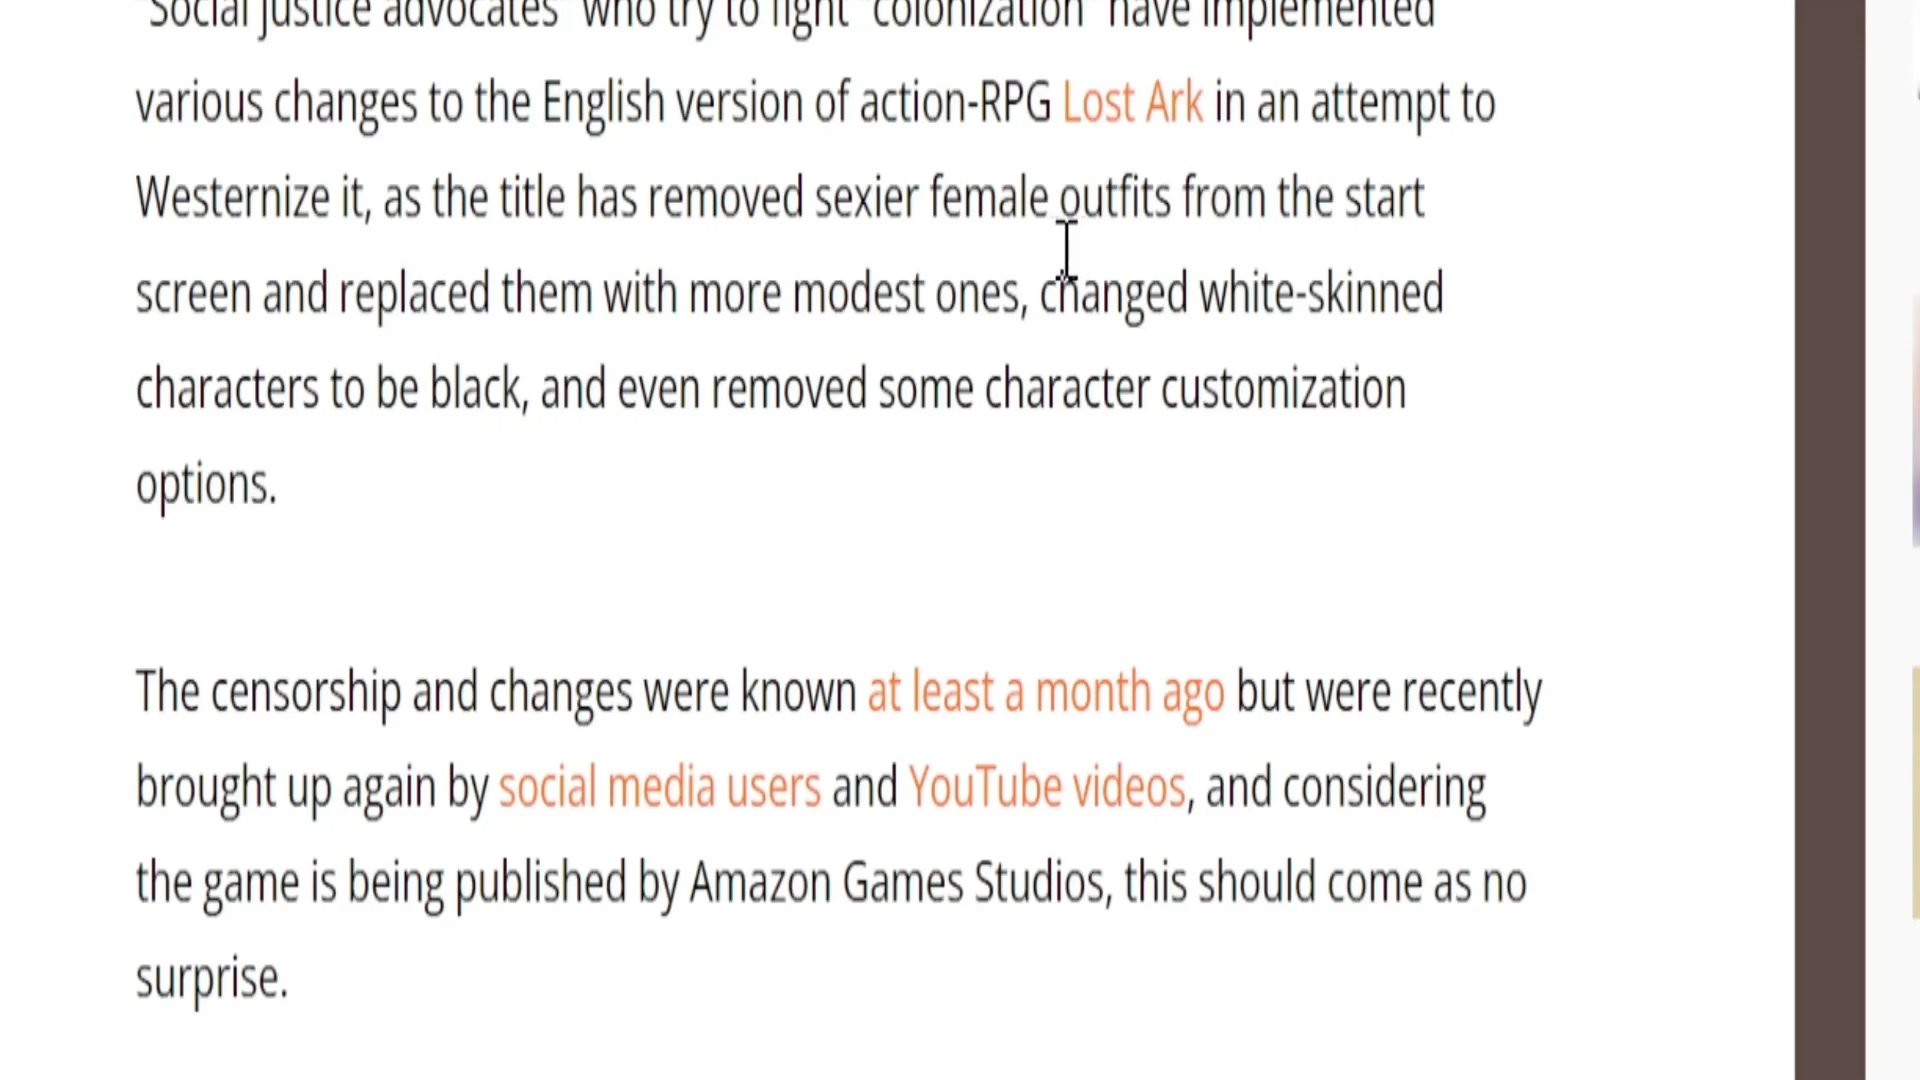 "Social justice advocates" who try to fight "colonization" have implemented
various changes to the English version of action-RPG Lost Ark in an attempt to
Westernize it, as the title has removed sexier female outfits from the start
screen and replaced them with more modest ones, changed white-skinned
characters to be black, and even removed some character customization
options.
The censorship and changes were known at least a month ago but were recently
brought up again by social media users and YouTube videos, and considering
the game is being published by Amazon Games Studios, this should come as no
surprise.